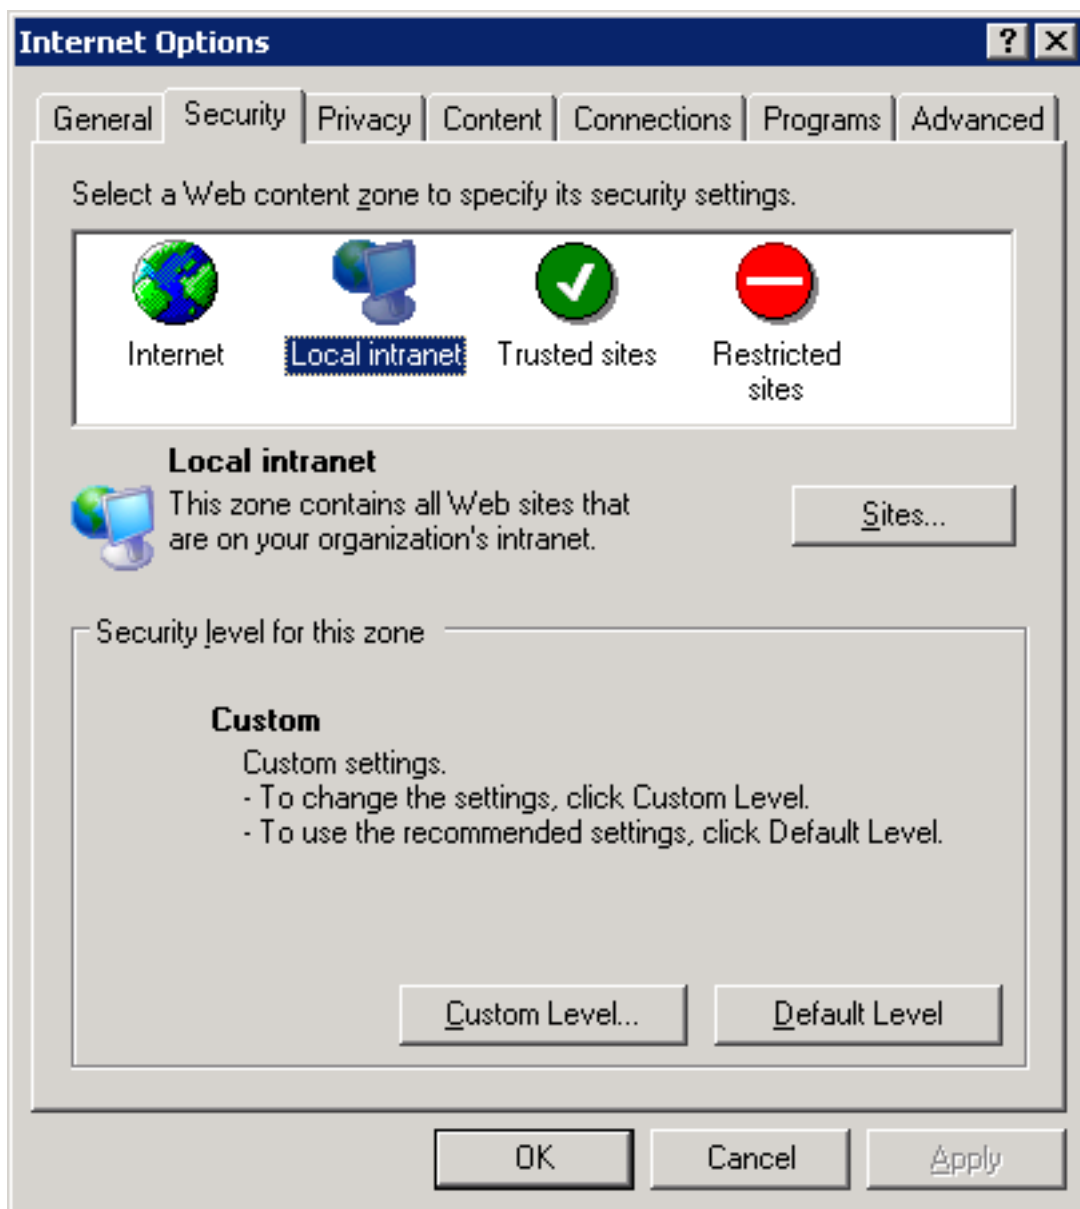 Internet Options
General Security Privacy Content Connections Programs Advanced
Select a Web content zone to specify its security settings.
Internet Local intranet Trusted sites Restricted
sites
Local intranet
This zone contains all Web sites that
are on your organization's intranet.
Sites...
Security level for this zone
Custom
Custom settings.
- To change the settings, click Custom Level.
- To use the recommended settings, click Default Level.
Custom Level... Default Level
OK Cancel Apply